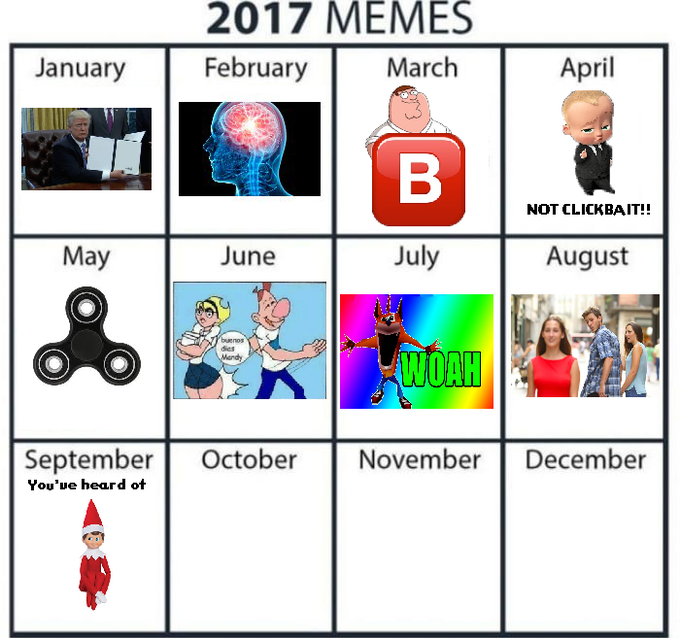 2017 MEMES
January
February
March
April
B
NOT CLICKBAIT!!
May
June
July
August
buenos
dias
Mandy
WOAH
September
October
November
December
You've heard of